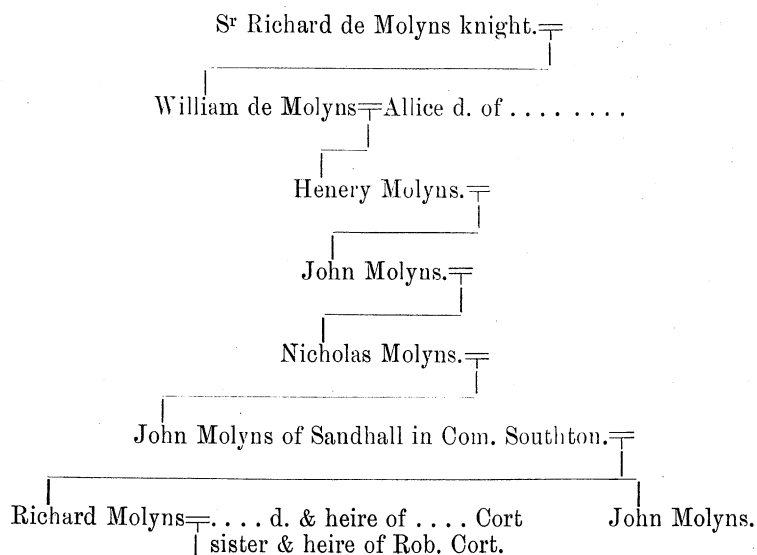 Sr Richard de Molyns knight.
William de Molyns Allice d. of . . . . . . . .
Henery Molyns.
John Molyns.
Nicholas Molyns.
John Molyns of Sandhall in Com. Southton.
Richard Molyns . . . . d. & heire of . . . . Cort John Molyns.
sister & heire of Rob. Cort.